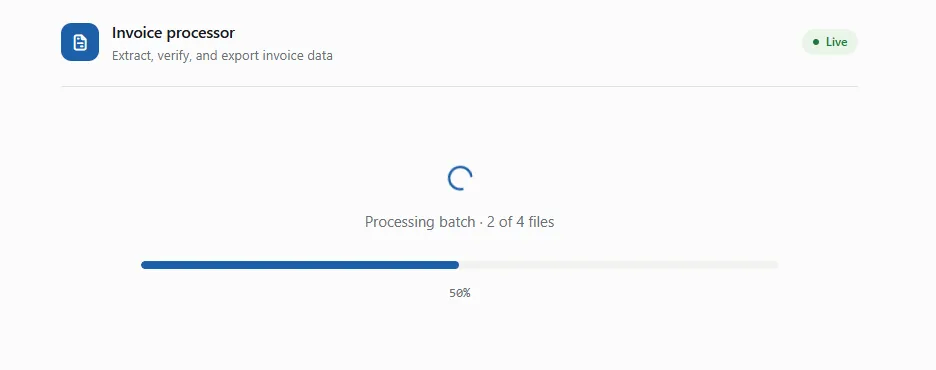 Invoice processor
Extract, verify, and export invoice data
Live
Processing batch · 2 of 4 files
50%